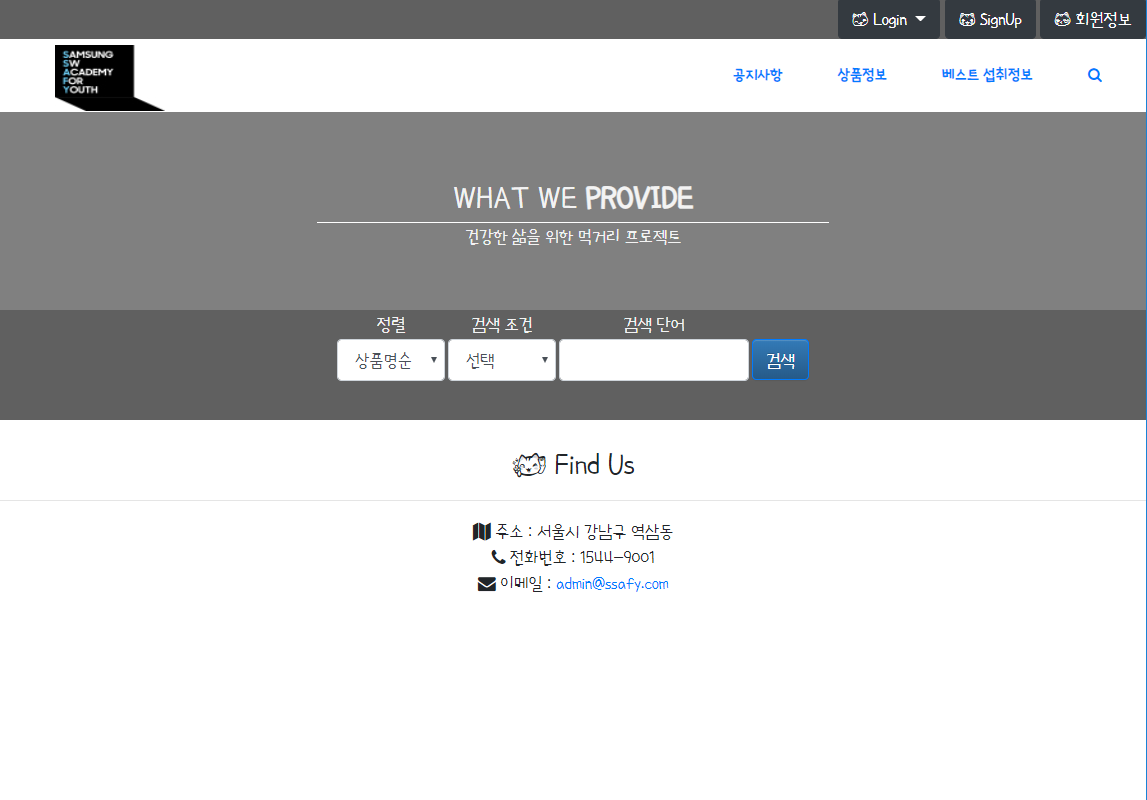 Login SignUp 회원정보
SAMSUNG
SW
ACADEMY
FOR
YOUTH
공지사항 상품정보 베스트 섭취정보
WHAT WE PROVIDE
건강한 삶을 위한 먹거리 프로젝트
정렬 검색 조건 검색 단어
상품명순 선택 검색
Find Us
주소 : 서울시 강남구 역삼동
전화번호 : 1544-9001
이메일 : admin@ssafy.com